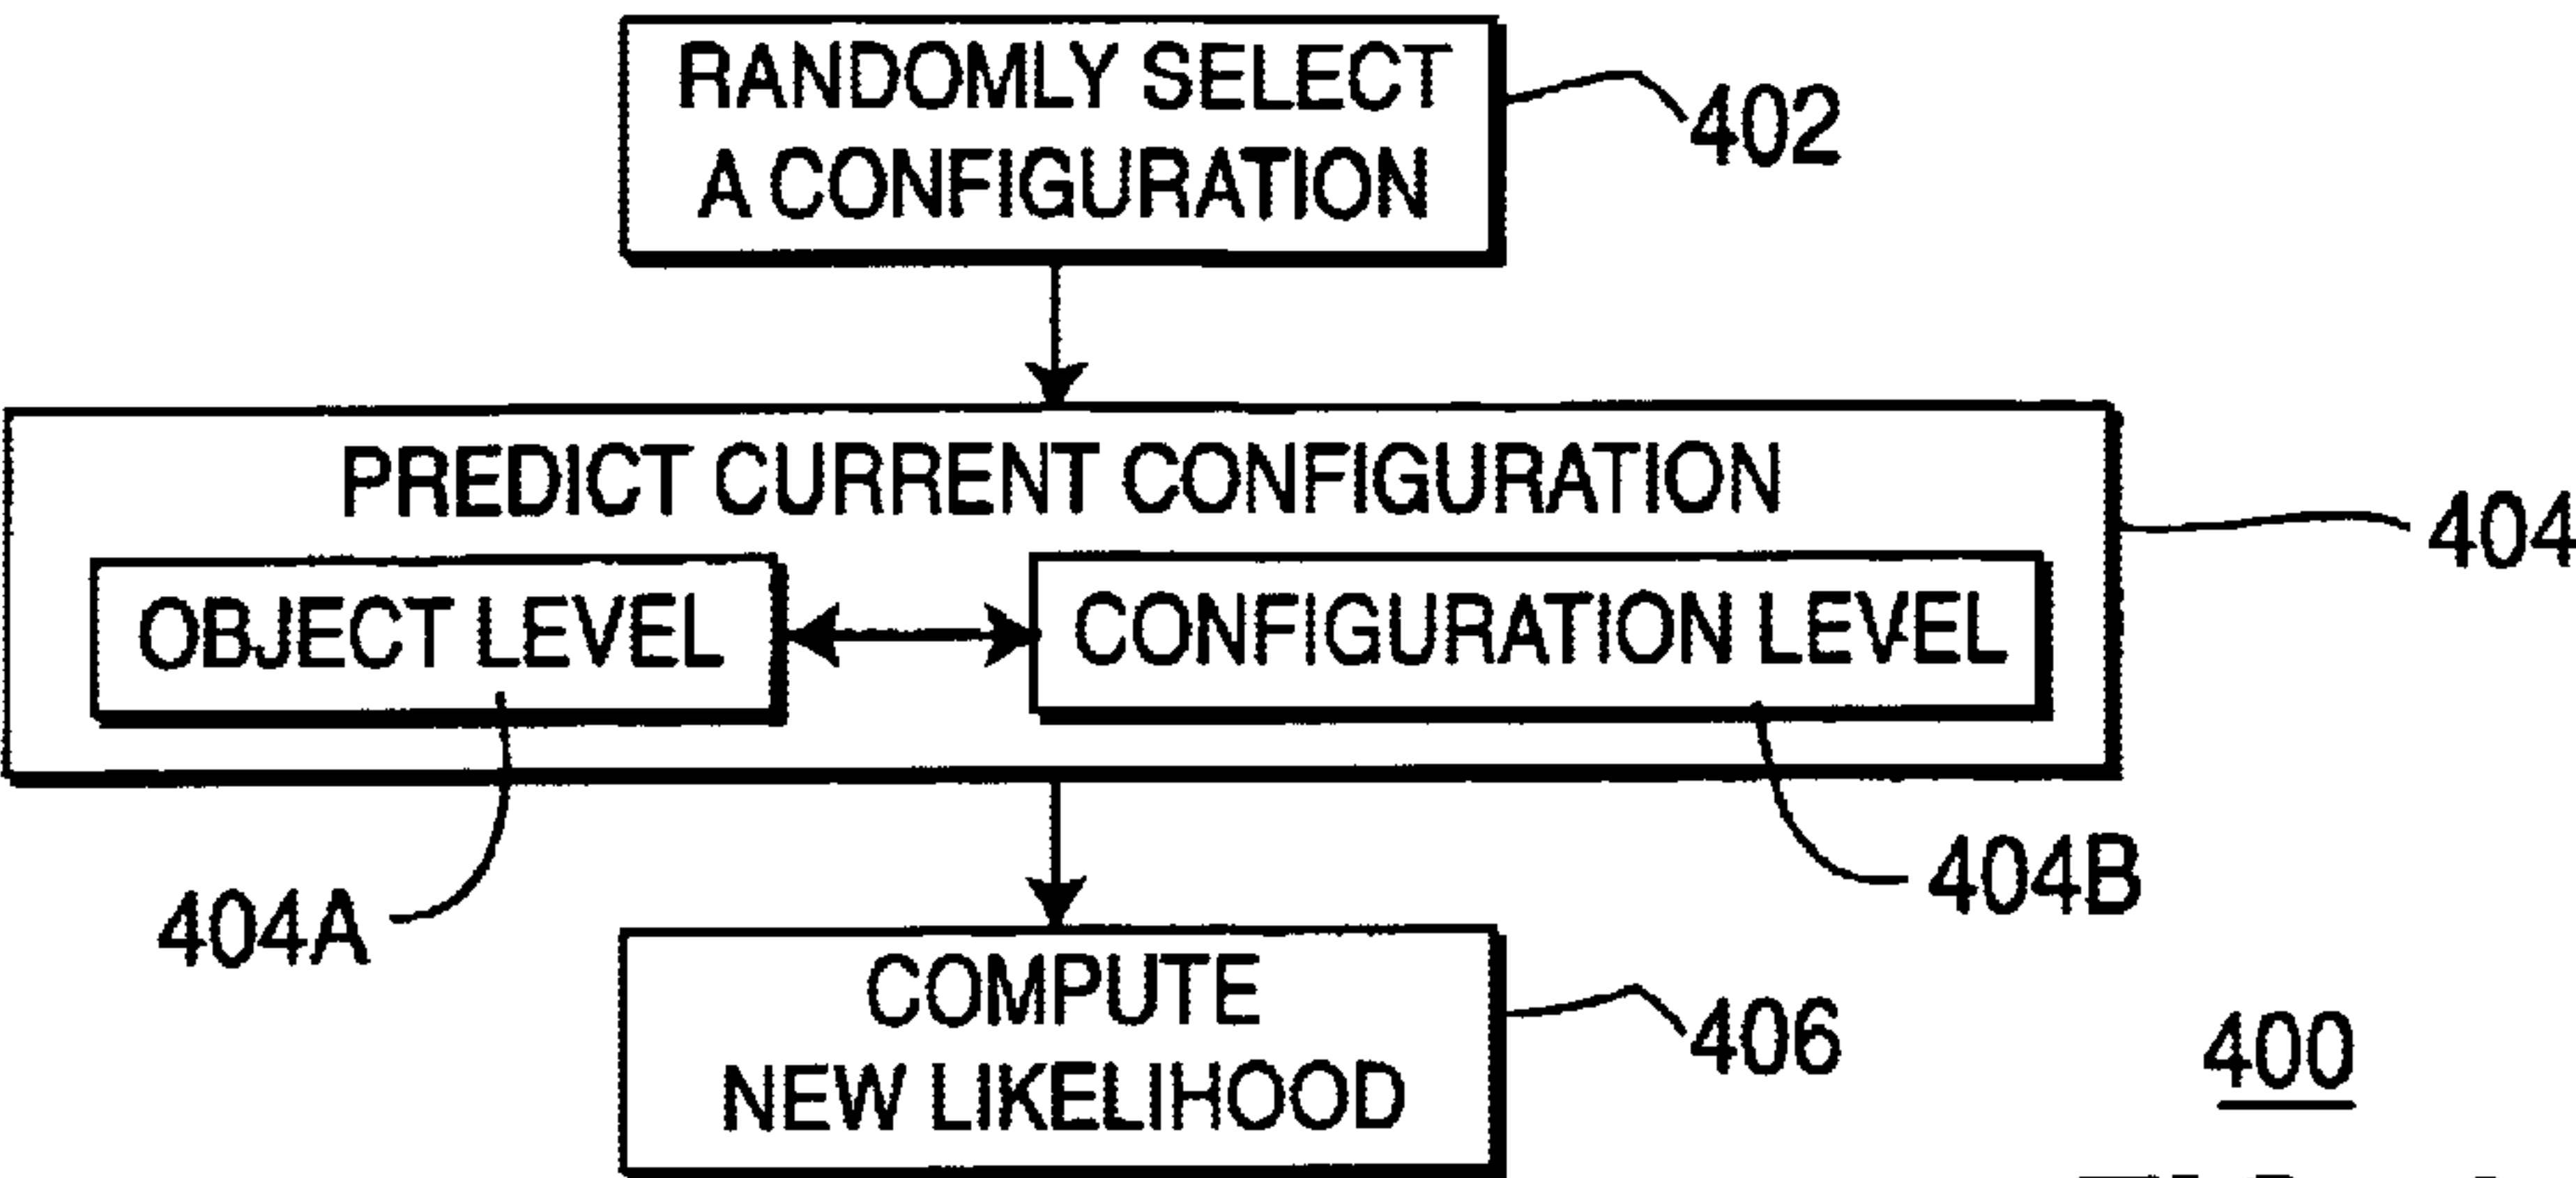 RANDOMLY SELECT
A CONFIGURATION
402
PREDICT CURRENT CONFIGURATION
404
OBJECT LEVEL
CONFIGURATION LEVEL
404A
404B
COMPUTE
NEW LIKELIHOOD
406
400